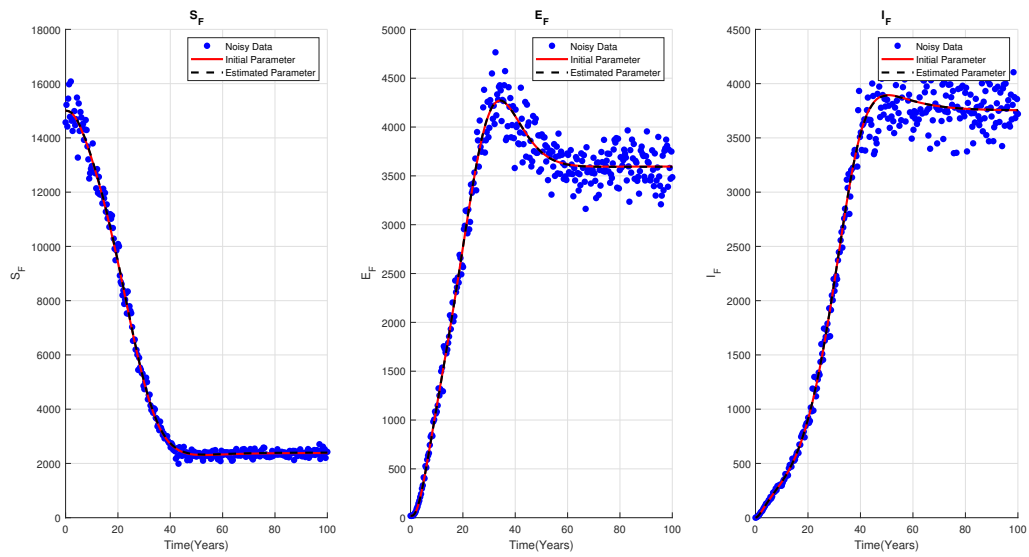 S_F
18000
16000
14000
12000
10000
8000
6000
4000
2000
0
0 20 40 60 80 100
S_F
Time(Years)
Noisy Data
Initial Parameter
Estimated Parameter
E_F
5000
4500
4000
3500
3000
2500
2000
1500
1000
500
0
0 20 40 60 80 100
E_F
Time(Years)
Noisy Data
Initial Parameter
Estimated Parameter
I_F
4500
4000
3500
3000
2500
2000
1500
1000
500
0
0 20 40 60 80 100
I_F
Time(Years)
Noisy Data
Initial Parameter
Estimated Parameter